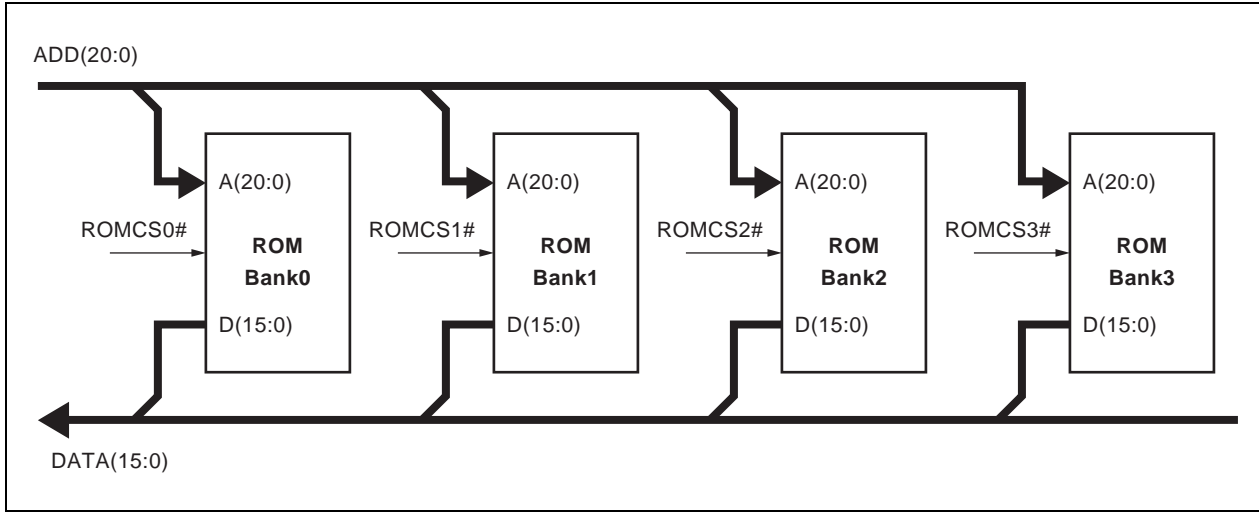 ADD(20:0)
A(20:0)
A(20:0)
A(20:0)
A(20:0)
ROMCS0#
ROMCS1#
ROMCS2#
ROMCS3#
ROM
Bank0
ROM
Bank1
ROM
Bank2
ROM
Bank3
D(15:0)
D(15:0)
D(15:0)
D(15:0)
DATA(15:0)